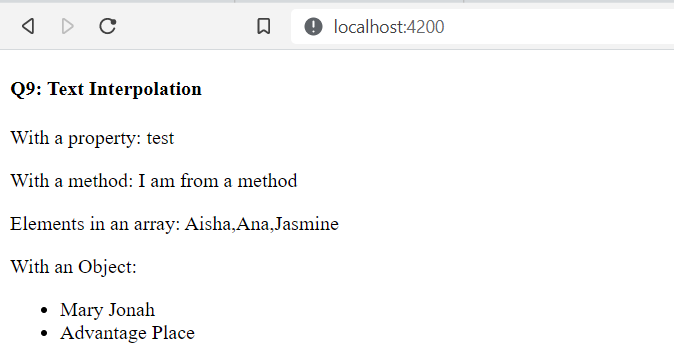 localhost:4200
Q9: Text Interpolation
With a property: test
With a method: I am from a method
Elements in an array: Aisha,Ana,Jasmine
With an Object:
Mary Jonah
Advantage Place